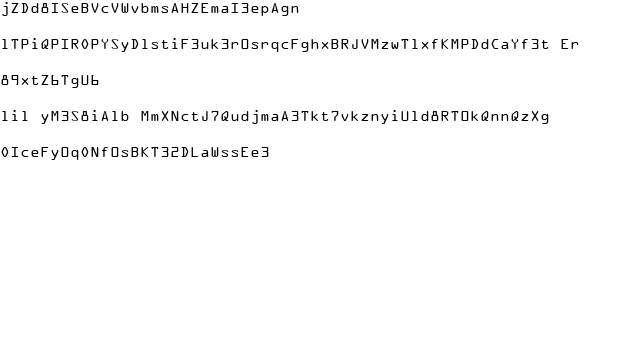 jZDd8ISeBVcVWvbmsAHZEmaI3epAgn
lTPiQPIR0PYSyDlstiF3uk3rOsrqcFghxBRJVMzwTlxfKMPDdCaYf3t Er
89xtZ6TgU6
lil yM3S8iAlb MmXNctJ7QudjmaA3Tkt7vkznyiUld8RTOkQnnQzXg
0IceFyOq0NfOsBKT32DLaWssEe3